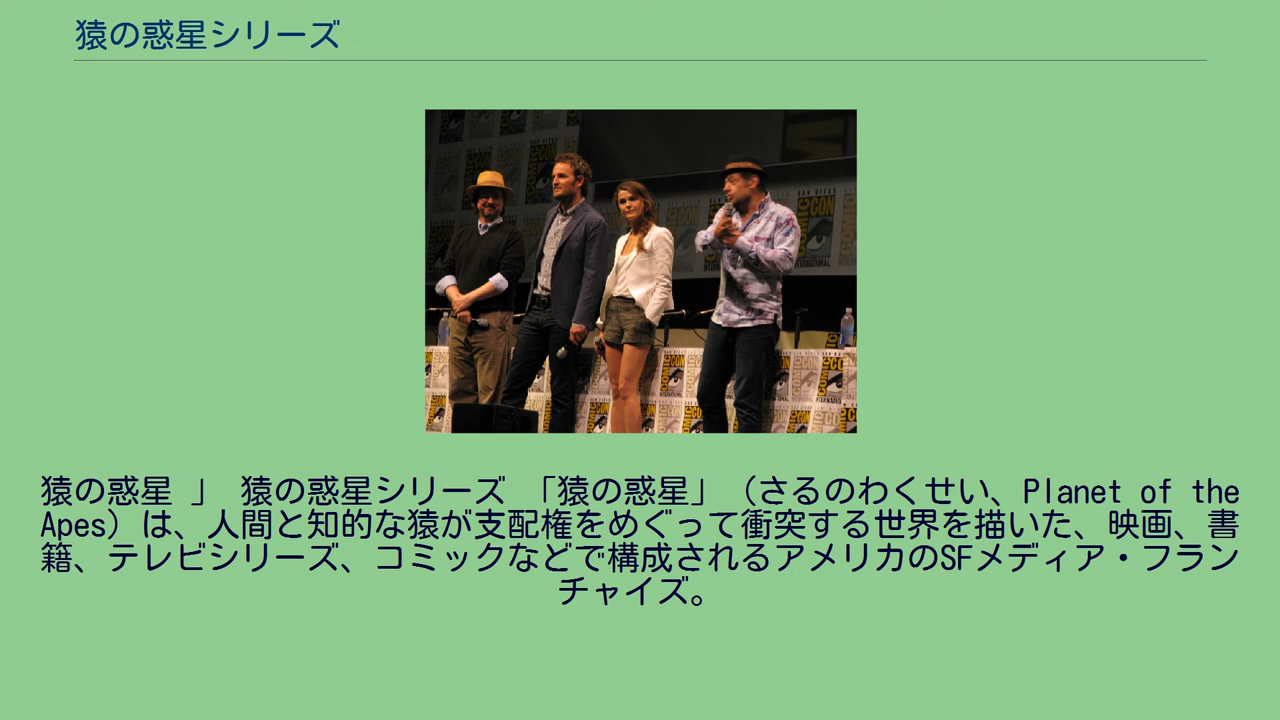 猿の惑星シリーズ
SAN DIEGO
COMIC CON
INTERNATIONAL
猿の惑星 」 猿の惑星シリーズ 「猿の惑星」（さるのわくせい、Planet of the
Apes）は、人間と知的な猿が支配権をめぐって衝突する世界を描いた、映画、書
籍、テレビシリーズ、コミックなどで構成されるアメリカのSFメディア・フラン
チャイズ。